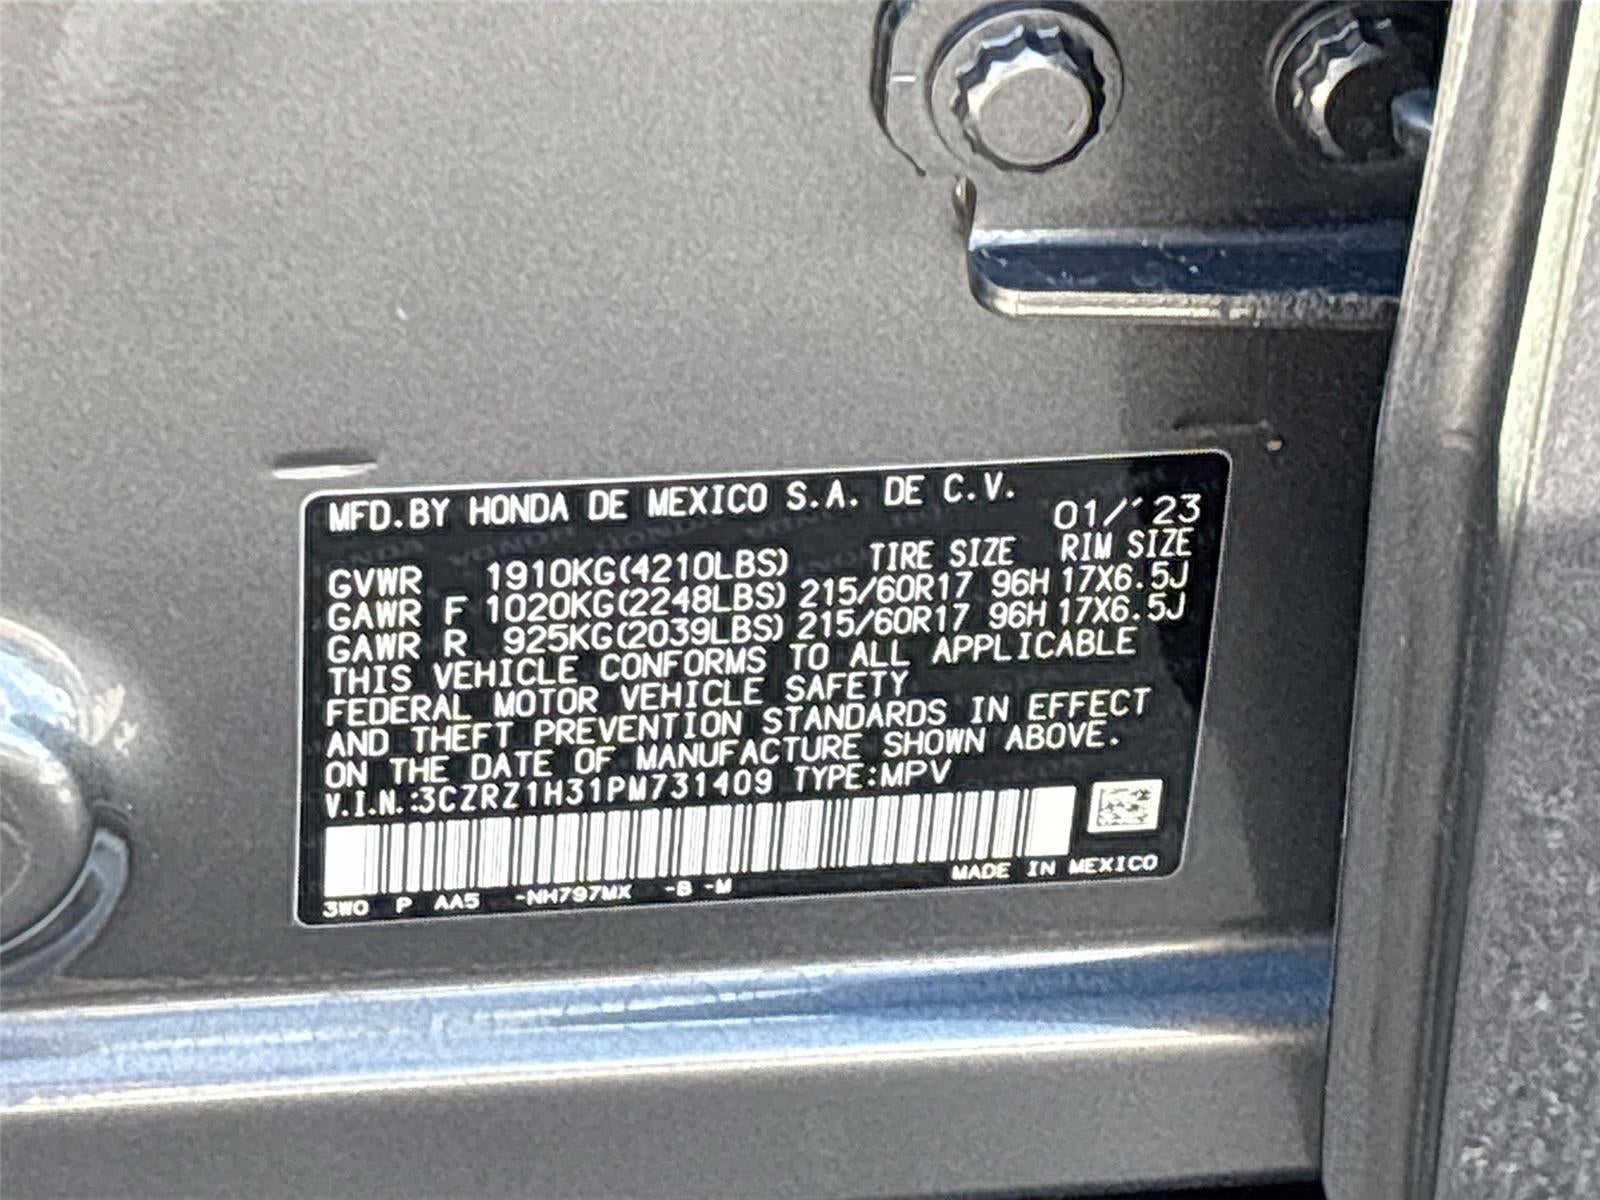 MFD.BY HONDA DE MEXICO S.A. DE C.V.
01/'23
TIRE SIZE RIM SIZE
GVWR 1910KG(4210LBS)
GAWR F 1020KG(2248LBS) 215/60R17 96H 17X6.5J
GAWR R 925KG(2039LBS) 215/60R17 96H 17X6.5J
THIS VEHICLE CONFORMS TO ALL APPLICABLE
FEDERAL MOTOR VEHICLE SAFETY
AND THEFT PREVENTION STANDARDS IN EFFECT
ON THE DATE OF MANUFACTURE SHOWN ABOVE.
V.I.N.:3CZRZ1H31PM731409 TYPE:MPV
3W0 P AA5 -NH797MX -B -M
MADE IN MEXICO